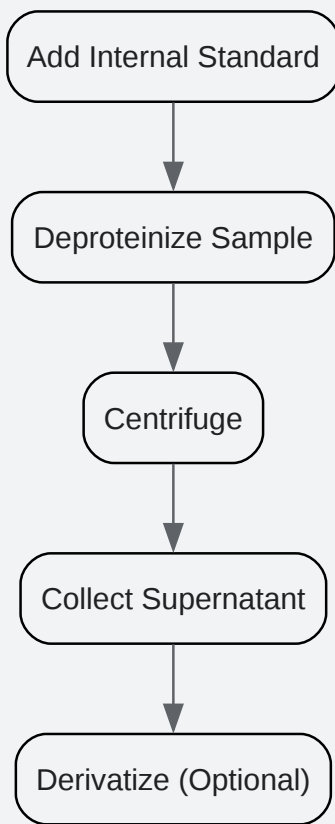 Add Internal Standard
Deproteinize Sample
Centrifuge
Collect Supernatant
Derivatize (Optional)